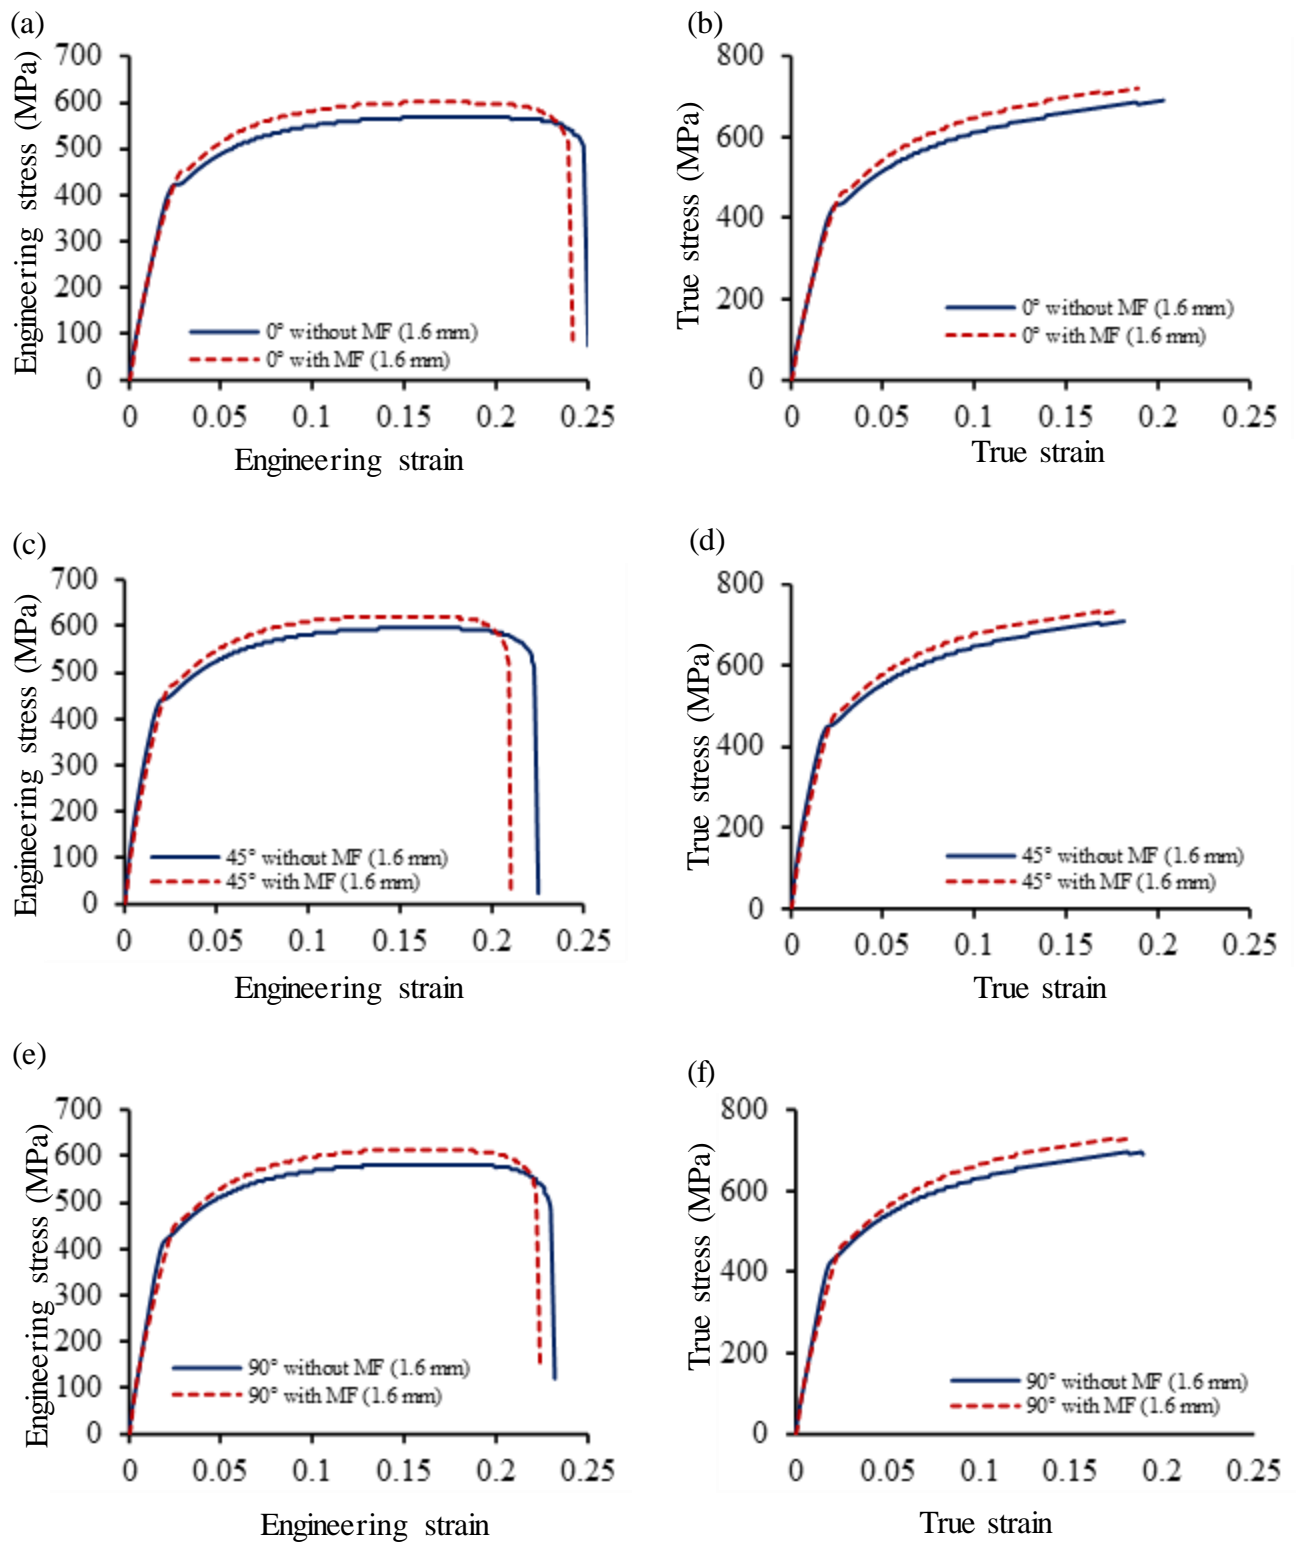 (a)
700
600
500
400
300
200
100
0
Engineering stress (MPa)
0° without MF (1.6 mm)
0° with MF (1.6 mm)
0 0.05 0.1 0.15 0.2 0.25
Engineering strain
(b)
800
600
400
200
0
True stress (MPa)
0° without MF (1.6 mm)
0° with MF (1.6 mm)
0 0.05 0.1 0.15 0.2 0.25
True strain
(c)
700
600
500
400
300
200
100
0
Engineering stress (MPa)
45° without MF (1.6 mm)
45° with MF (1.6 mm)
0 0.05 0.1 0.15 0.2 0.25
Engineering strain
(d)
800
600
400
200
0
True stress (MPa)
45° without MF (1.6 mm)
45° with MF (1.6 mm)
0 0.05 0.1 0.15 0.2 0.25
True strain
(e)
700
600
500
400
300
200
100
0
Engineering stress (MPa)
90° without MF (1.6 mm)
90° with MF (1.6 mm)
0 0.05 0.1 0.15 0.2 0.25
Engineering strain
(f)
800
600
400
200
0
True stress (MPa)
90° without MF (1.6 mm)
90° with MF (1.6 mm)
0 0.05 0.1 0.15 0.2 0.25
True strain